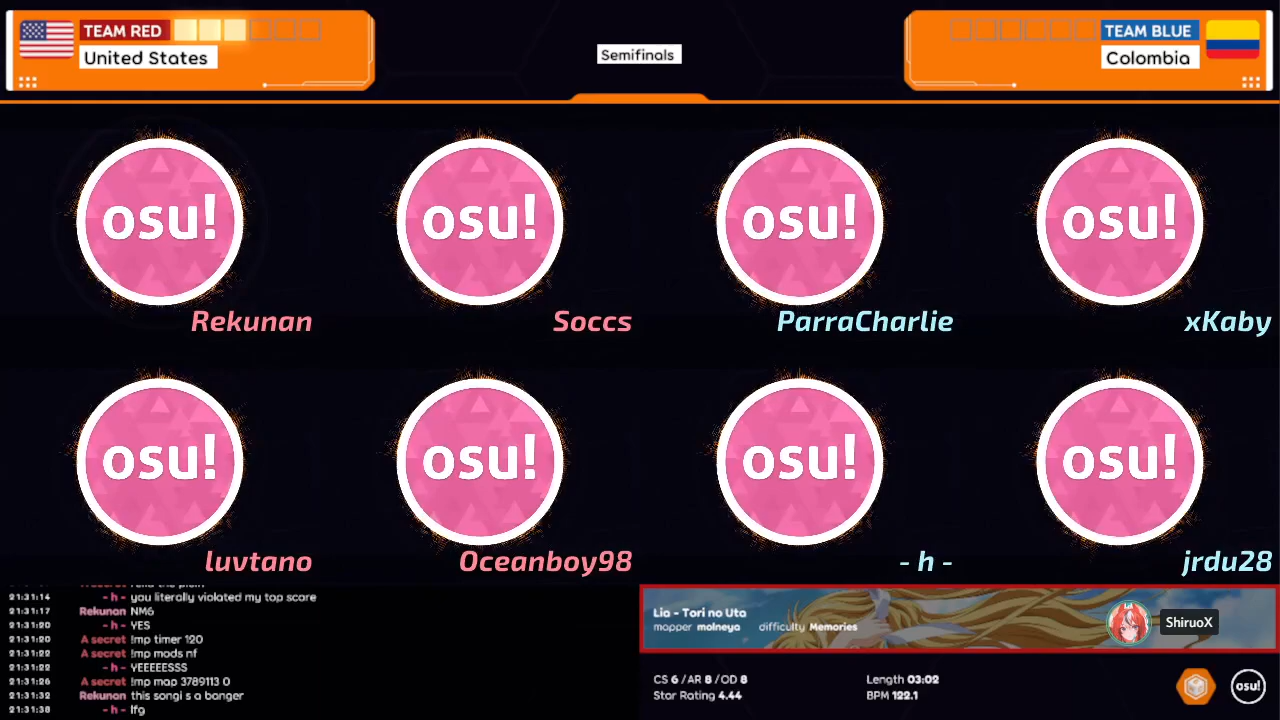 TEAM RED
United States
Semifinals
TEAM BLUE
Colombia
osu!
osu!
osu!
osu!
Rekunan
Soccs
ParraCharlie
xKaby
osu!
osu!
osu!
osu!
luvtano
Oceanboy98
- h -
jrdu28
21:31:14 - h - you literally violated my top score
21:31:17 Rekunan NM6
21:31:20 - h - YES
21:31:20 A secret !mp timer 120
21:31:22 A secret !mp mods nf
21:31:22 - h - YEEEEESSS
21:31:26 A secret !mp map 3789113 0
21:31:32 Rekunan this songi s a banger
21:31:38 - h - lfg
Lia - Tori no Uta
mapper molneya difficulty Memories
ShiruoX
CS 6 / AR 8 / OD 8
Star Rating 4.44
Length 03:02
BPM 122.1
osu!